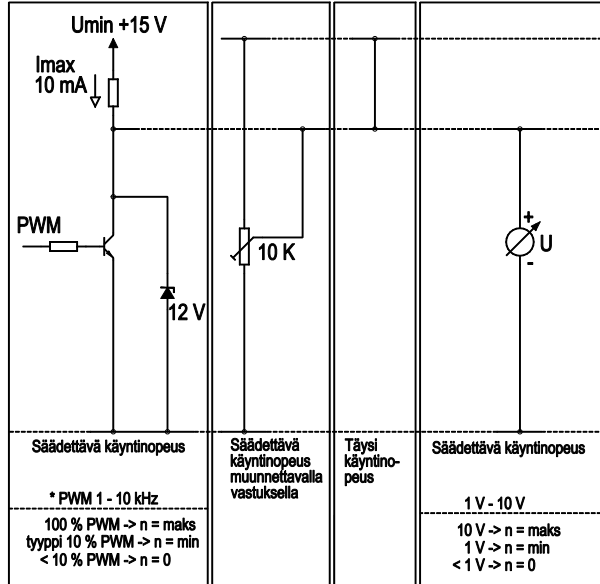 Umin +15 V
Imax
10 mA
PWM
12 V
10 K
+
U
-
Säädettävä käyntinopeus
* PWM 1 - 10 kHz
100 % PWM -> n = maks
tyyppi 10 % PWM -> n = min
< 10 % PWM -> n = 0
Säädettävä
käyntinopeus
muunnettavalla
vastuksella
Täysi
käyntino-
peus
Säädettävä käyntinopeus
1 V - 10 V
10 V -> n = maks
1 V -> n = min
< 1 V -> n = 0